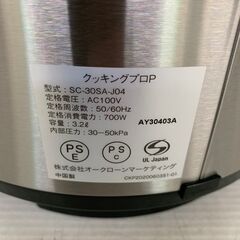 クッキングプロP
型式：SC-30SA-J04
定格電圧：AC100V
定格周波数：50/60Hz
定格消費電力：700W
容量：3.2ℓ
内部圧力：30～50kPa
AY30403A
PS
E
PS
C
UL Japan
株式会社オークローンマーケティング
中国製